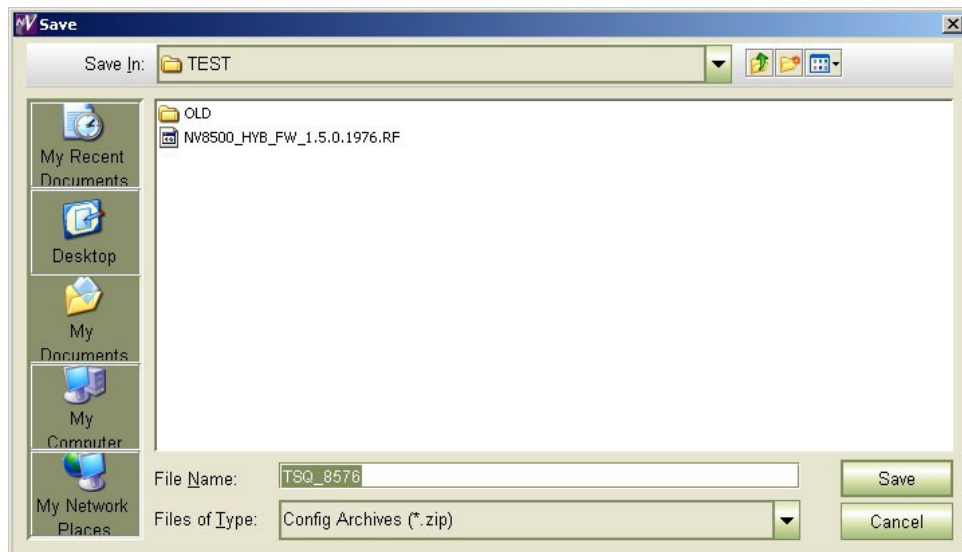 Save
Save In:
TEST
OLD
NV8500_HYB_FW_1.5.0.1976.RF
My Recent
Documents
Desktop
My
Documents
My
Computer
My Network
Places
File Name:
TSQ_8576
Save
Files of Type:
Config Archives (*.zip)
Cancel